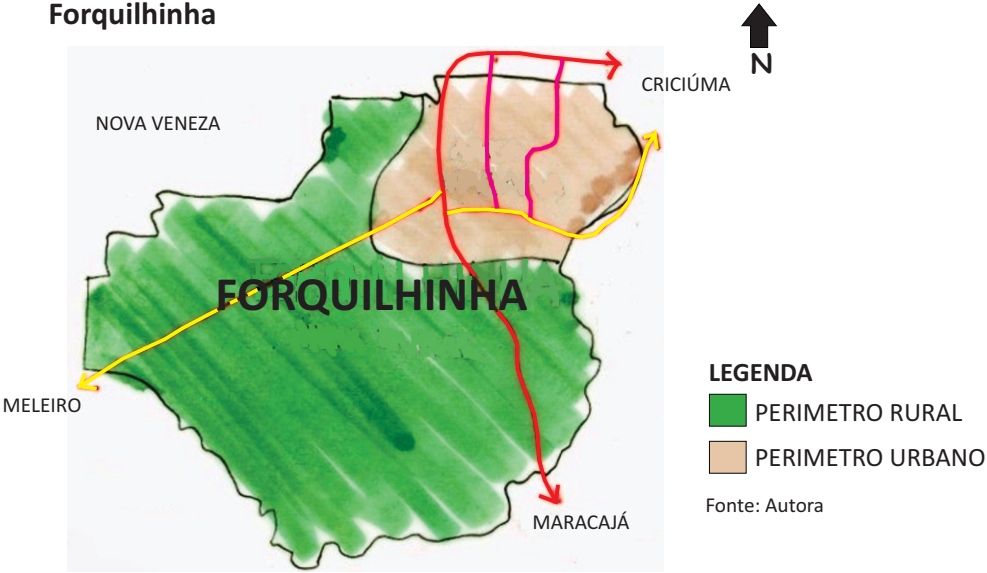 Forquilhinha
N
CRICIÚMA
NOVA VENEZA
FORQUILHINHA
MELEIRO
MARACAJÁ
LEGENDA
PERIMETRO RURAL
PERIMETRO URBANO
Fonte: Autora